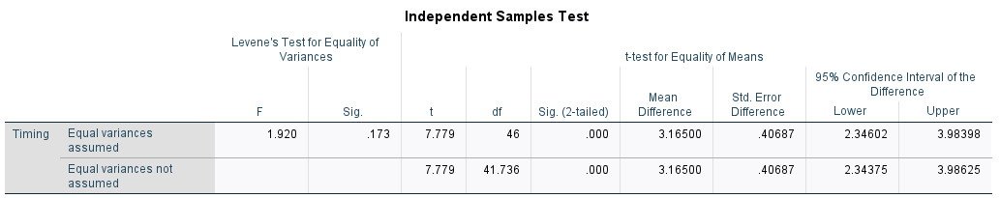 Independent Samples Test
Levene's Test for Equality of
Variances
t-test for Equality of Means
95% Confidence Interval of the
Difference
F Sig. t df Sig. (2-tailed) Mean
Difference Std. Error
Difference Lower Upper
Timing Equal variances
assumed 1.920 .173 7.779 46 .000 3.16500 .40687 2.34602 3.98398
Equal variances not
assumed 7.779 41.736 .000 3.16500 .40687 2.34375 3.98625